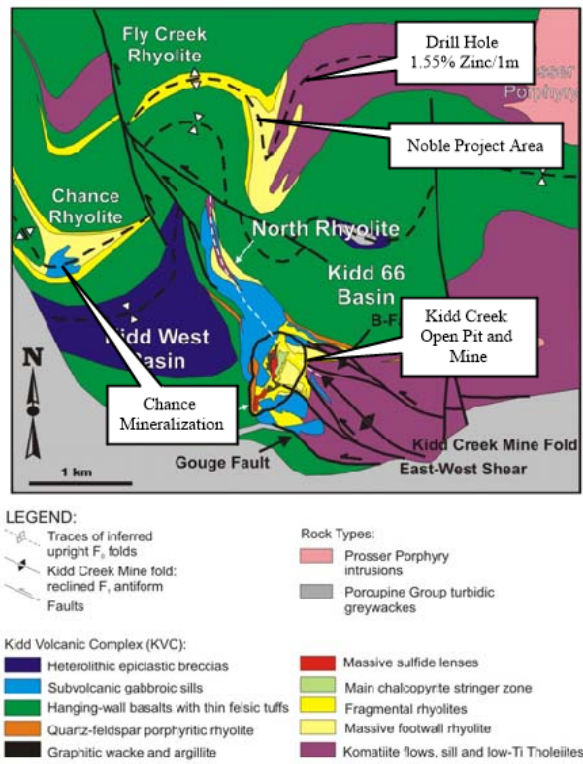 Fly Creek
Rhyolite
Drill Hole
1.55% Zinc/1m
Porphyry
Noble Project Area
Chance
Rhyolite
North Rhyolite
Kidd 66
Basin
Kidd West
Basin
Kidd Creek
Open Pit and
Mine
N
Chance
Mineralization
Gouge Fault
Kidd Creek Mine Fold
East-West Shear
1 km
LEGEND:
Traces of inferred
upright F folds
Kidd Creek Mine fold:
reclined F antiform
Faults
Rock Types:
Prosser Porphyry
intrusions
Porcupine Group turbidic
greywackes
Kidd Volcanic Complex (KVC):
Heterolithic epiclastic breccias
Subvolcanic gabbroic sills
Hanging-wall basalts with thin felsic tuffs
Quartz-feldspar porphyritic rhyolite
Graphitic wacke and argillite
Massive sulfide lenses
Main chalcopyrite stringer zone
Fragmental rhyolites
Massive footwall rhyolite
Komatiite flows, sill and low-Ti Tholeiites